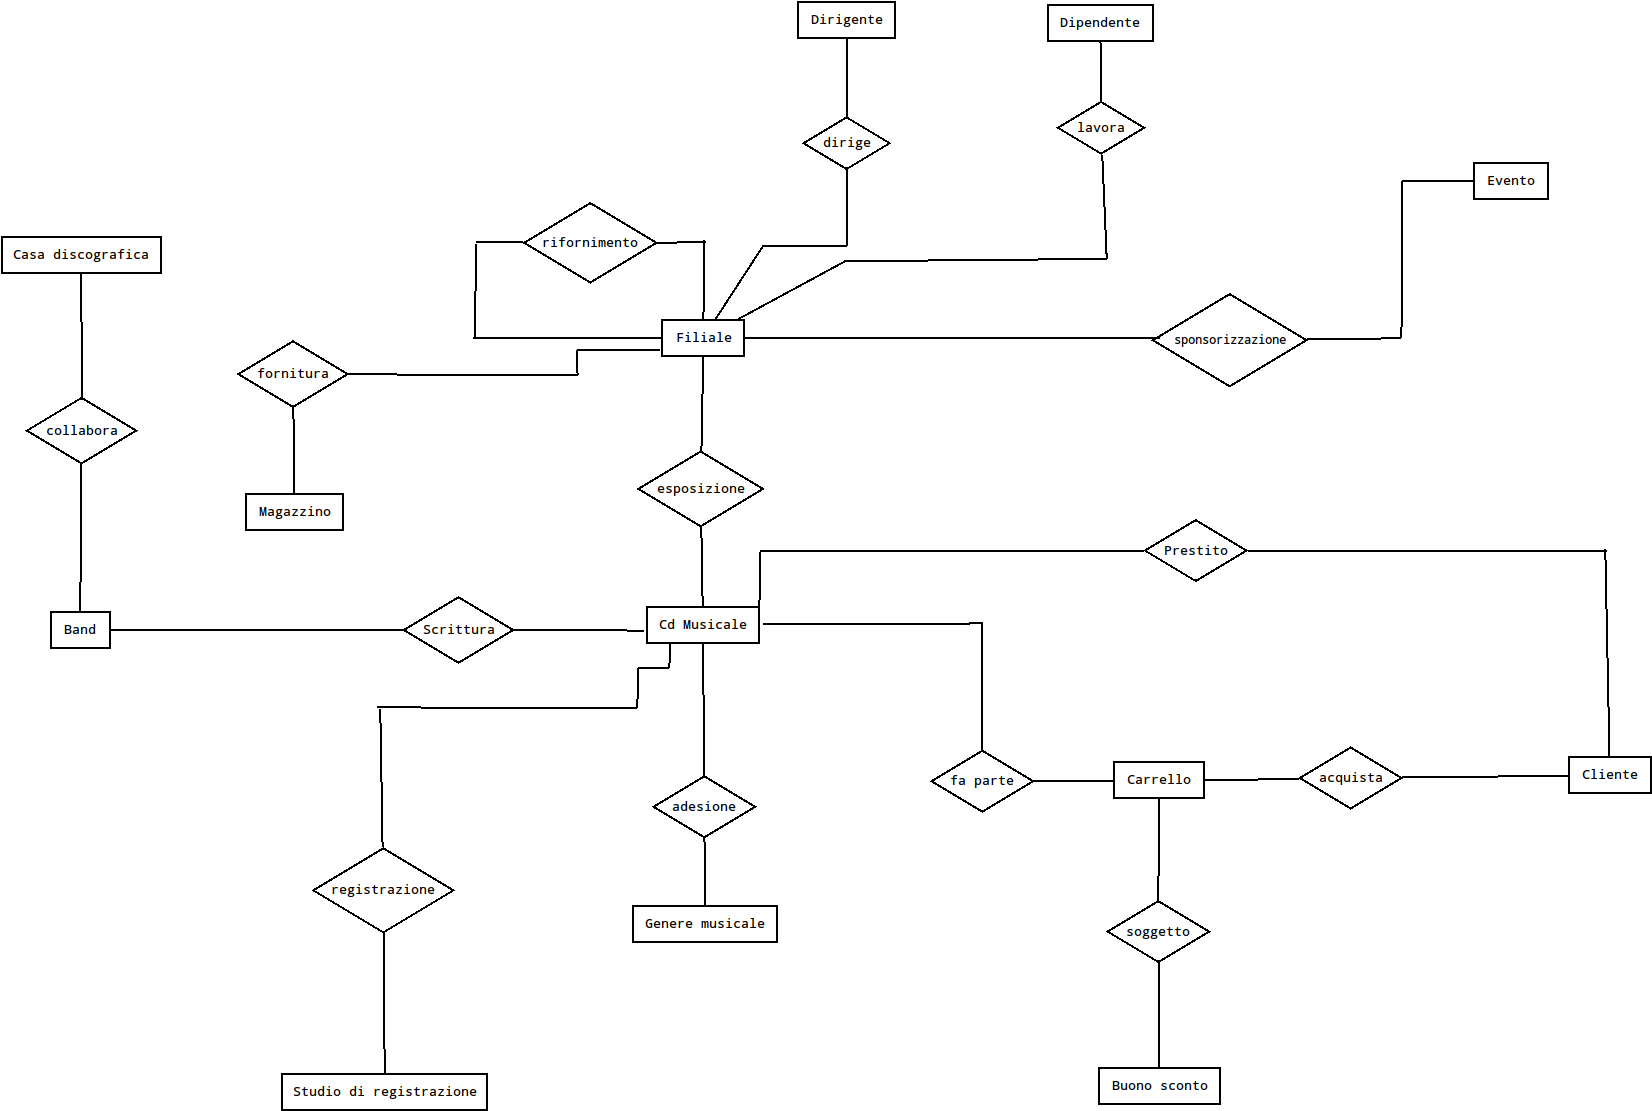 Dirigente
Dipendente
dirige
lavora
Evento
rifornimento
Casa discografica
Filiale
sponsorizzazione
fornitura
collabora
esposizione
Magazzino
Prestito
Band
Scrittura
Cd Musicale
fa parte
Carrello
acquista
Cliente
adesione
registrazione
Genere musicale
soggetto
Studio di registrazione
Buono sconto